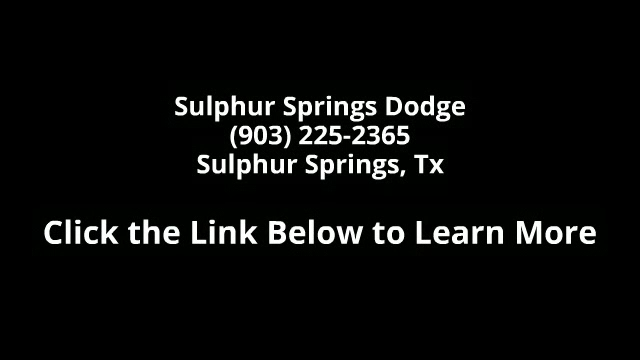 Sulphur Springs Dodge
(903) 225-2365
Sulphur Springs, Tx
Click the Link Below to Learn More